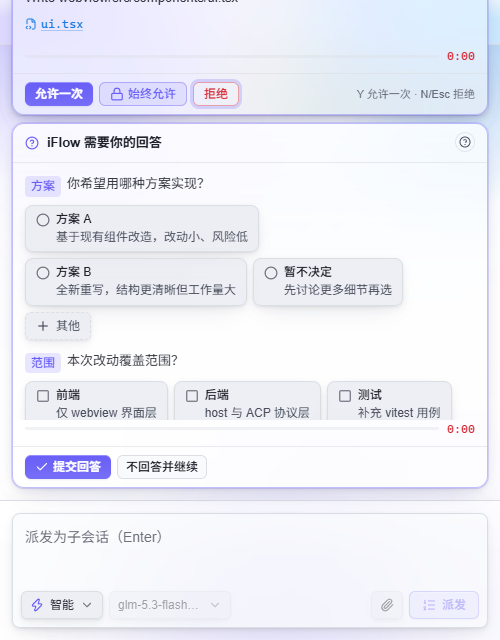 ui.tsx
0:00
允许一次 始终允许 拒绝 Y 允许一次 · N/Esc 拒绝
iFlow 需要你的回答
方案 你希望用哪种方案实现？
方案 A
基于现有组件改造，改动小、风险低
方案 B
全新重写，结构更清晰但工作量大
暂不决定
先讨论更多细节再选
其他
范围 本次改动覆盖范围？
前端
仅 webview 界面层
后端
host 与 ACP 协议层
测试
补充 vitest 用例
0:00
提交回答 不回答并继续
派发为子会话（Enter）
智能 glm-5.3-flash... 派发